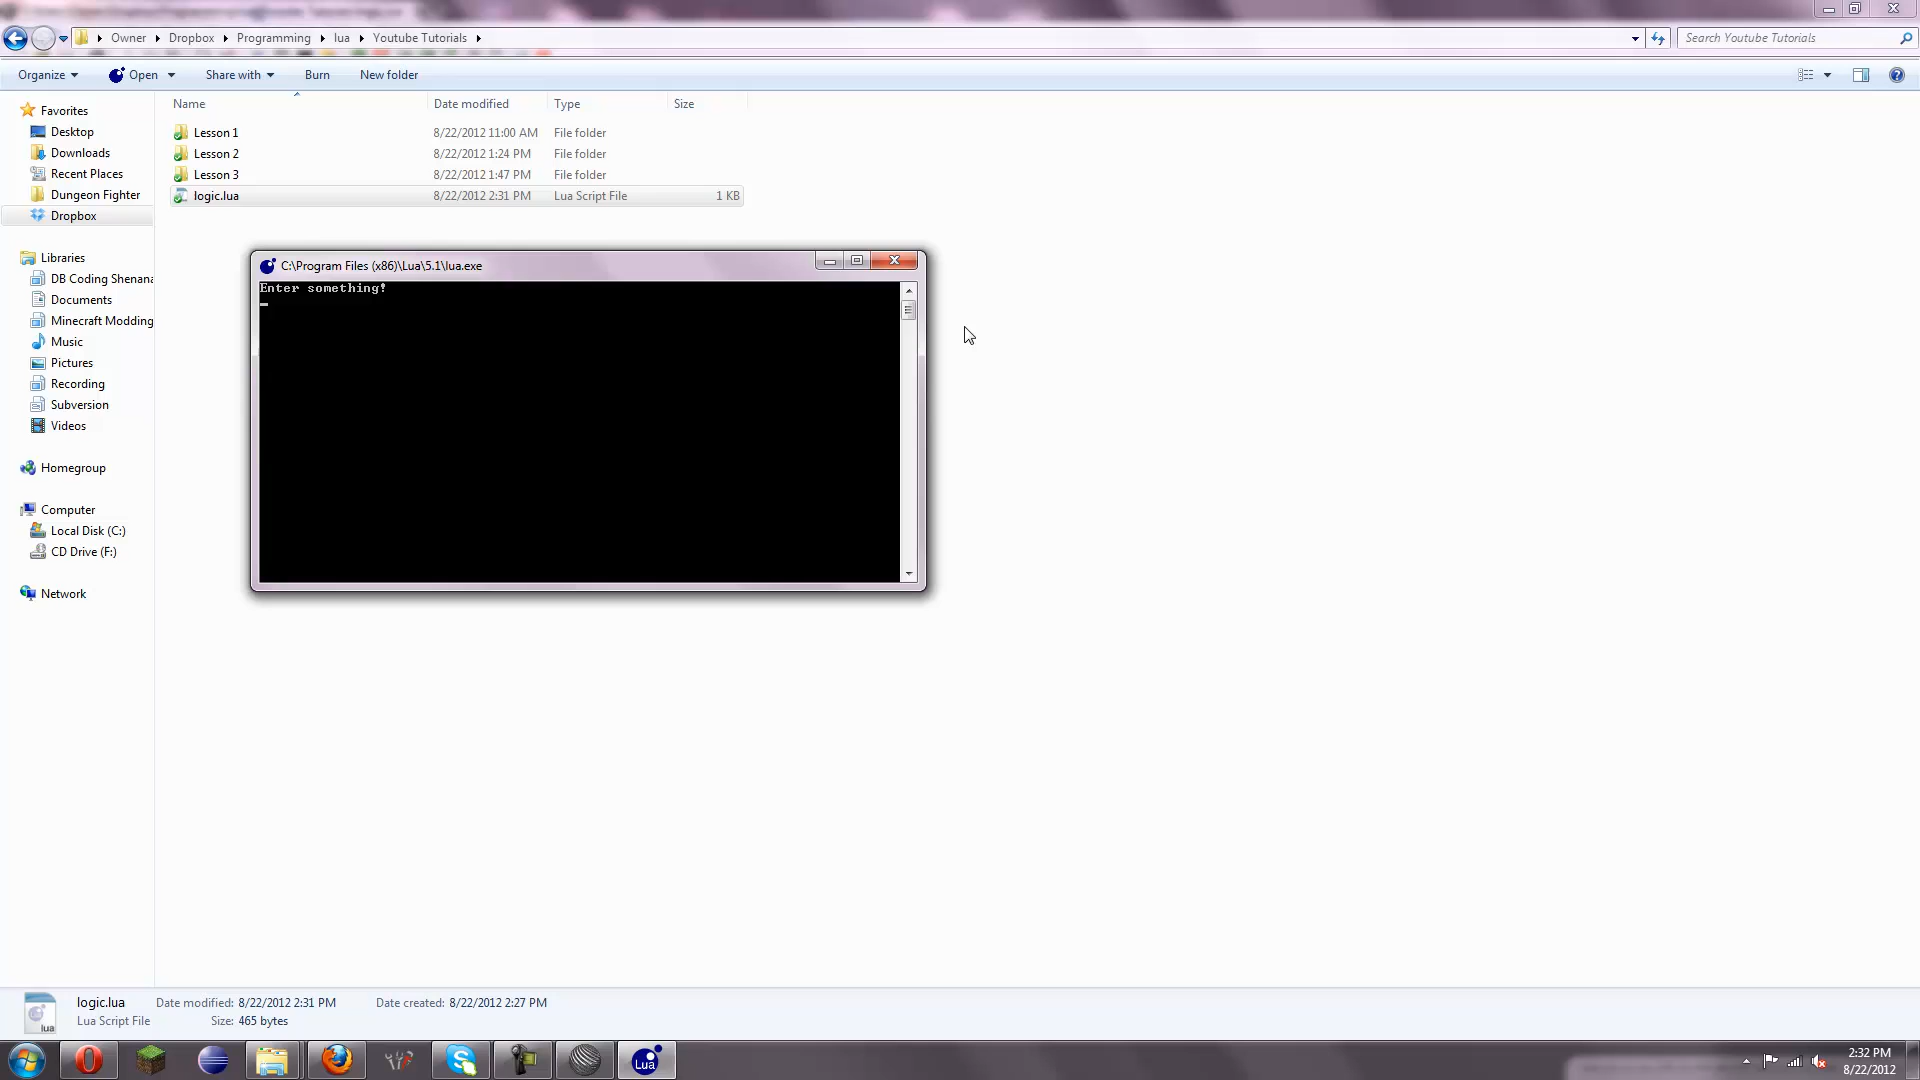 Owner Dropbox Programming lua Youtube Tutorials
Search Youtube Tutorials
Organize Open Share with Burn New folder
Name Date modified Type Size
Favorites
Desktop
Downloads
Recent Places
Dungeon Fighter
Dropbox
Libraries
DB Coding Shenana
Documents
Minecraft Modding
Music
Pictures
Recording
Subversion
Videos
Homegroup
Computer
Local Disk (C:)
CD Drive (F:)
Network
Lesson 1 8/22/2012 11:00 AM File folder
Lesson 2 8/22/2012 1:24 PM File folder
Lesson 3 8/22/2012 1:47 PM File folder
logic.lua 8/22/2012 2:31 PM Lua Script File 1 KB
C:\Program Files (x86)\Lua\5.1\lua.exe
Enter something!
lua
logic.lua Date modified: 8/22/2012 2:31 PM Date created: 8/22/2012 2:27 PM
Lua Script File Size: 465 bytes
Lua
2:32 PM
8/22/2012